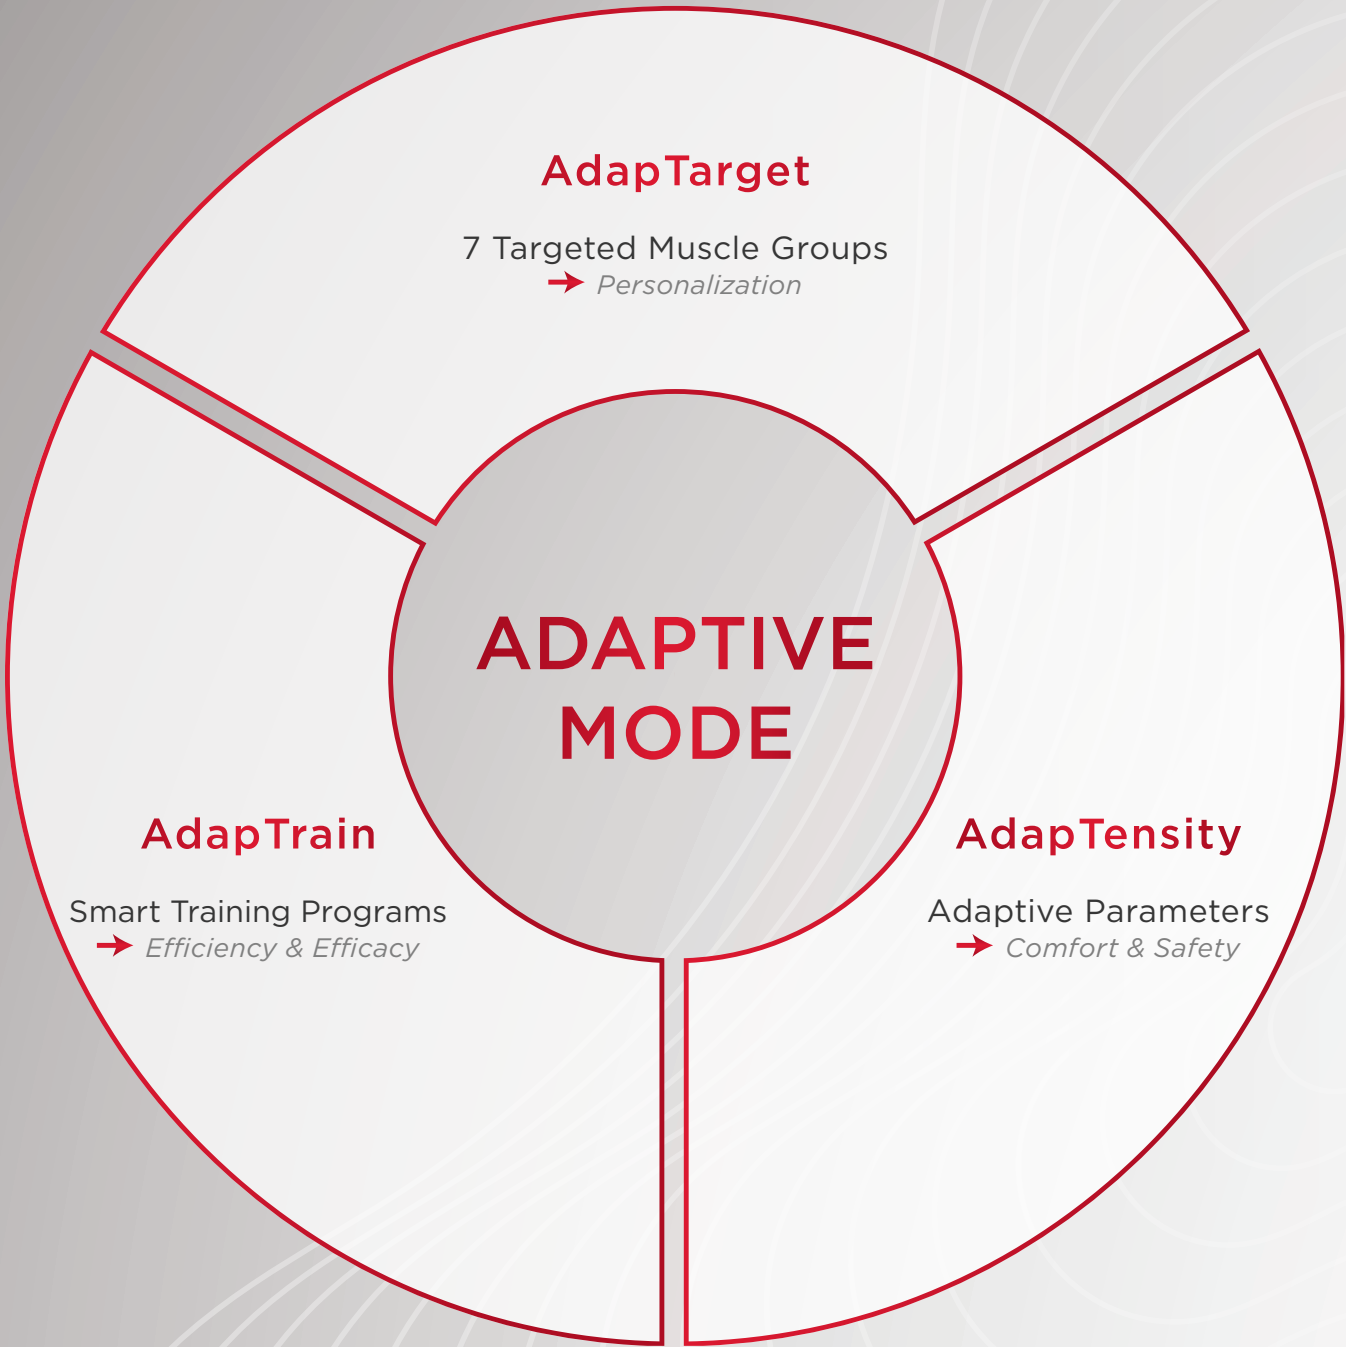 AdapTarget
7 Targeted Muscle Groups
→ Personalization
ADAPTIVE
MODE
AdapTrain
Smart Training Programs
→ Efficiency & Efficacy
AdapTensity
Adaptive Parameters
→ Comfort & Safety